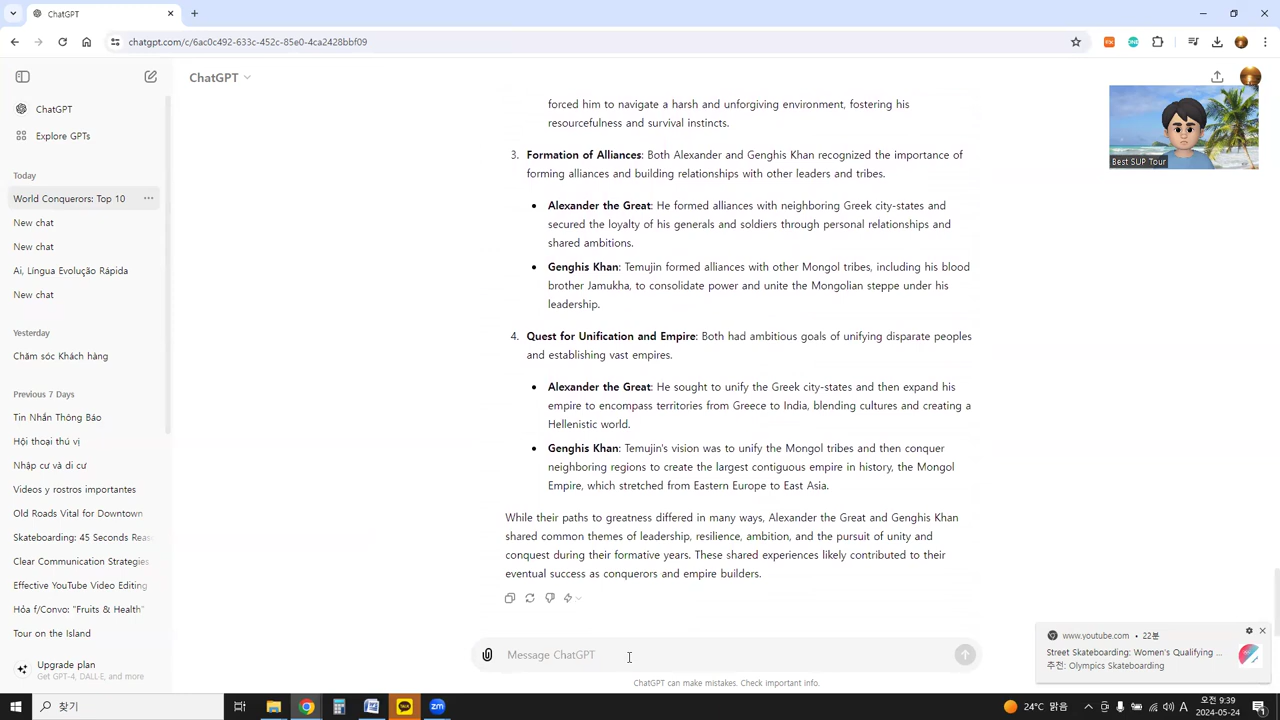 ChatGPT
chatgpt.com/c/6ac0c492-633c-452c-85e0-4ca2428bbf09
ChatGPT
Explore GPTs
Today
World Conquerors: Top 10
New chat
New chat
Ai, Língua Evolução Rápida
New chat
Yesterday
Chăm sóc Khách hàng
Previous 7 Days
Tin Nhắn Thông Báo
Hội thoại thú vị
Nhập cư và di cư
Videos y rostros importantes
Old Roads Vital for Downtown
Skateboarding: 45 Seconds Reas
Clear Communication Strategies.
Effective YouTube Video Editing
Hỏa f/Convo: "Fruits & Health"
Tour on the Island
Upgrade plan
Get GPT-4, DALL·E, and more
ChatGPT
forced him to navigate a harsh and unforgiving environment, fostering his
resourcefulness and survival instincts.
3. Formation of Alliances: Both Alexander and Genghis Khan recognized the importance of
forming alliances and building relationships with other leaders and tribes.
• Alexander the Great: He formed alliances with neighboring Greek city-states and
secured the loyalty of his generals and soldiers through personal relationships and
shared ambitions.
• Genghis Khan: Temujin formed alliances with other Mongol tribes, including his blood
brother Jamukha, to consolidate power and unite the Mongolian steppe under his
leadership.
4. Quest for Unification and Empire: Both had ambitious goals of unifying disparate peoples
and establishing vast empires.
• Alexander the Great: He sought to unify the Greek city-states and then expand his
empire to encompass territories from Greece to India, blending cultures and creating a
Hellenistic world.
• Genghis Khan: Temujin's vision was to unify the Mongol tribes and then conquer
neighboring regions to create the largest contiguous empire in history, the Mongol
Empire, which stretched from Eastern Europe to East Asia.
While their paths to greatness differed in many ways, Alexander the Great and Genghis Khan
shared common themes of leadership, resilience, ambition, and the pursuit of unity and
conquest during their formative years. These shared experiences likely contributed to their
eventual success as conquerors and empire builders.
Message ChatGPT
ChatGPT can make mistakes. Check important info.
Best SUP Tour
www.youtube.com • 22분
Street Skateboarding: Women's Qualifying ...
추천: Olympics Skateboarding
찾기
24°C 맑음
A
오전 9:39
2024-05-24